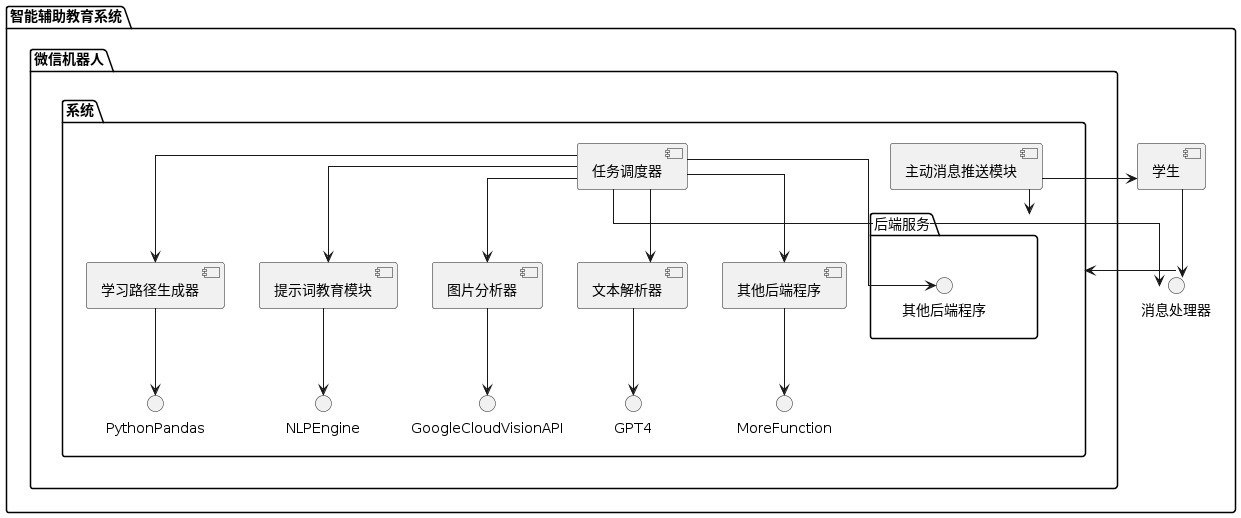 智能辅助教育系统
微信机器人
系统
任务调度器
主动消息推送模块
学生
后端服务
学习路径生成器
提示词教育模块
图片分析器
文本解析器
其他后端程序
其他后端程序
消息处理器
PythonPandas
NLPEngine
GoogleCloudVisionAPI
GPT4
MoreFunction